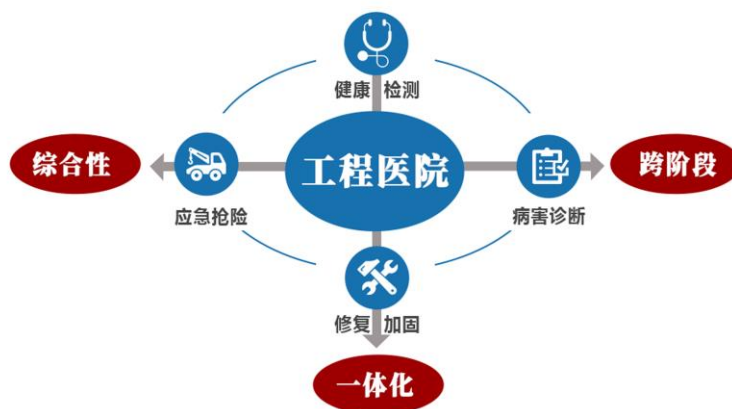 健康 检测
综合性
工程医院
跨阶段
应急抢险
病害诊断
修复 加固
一体化